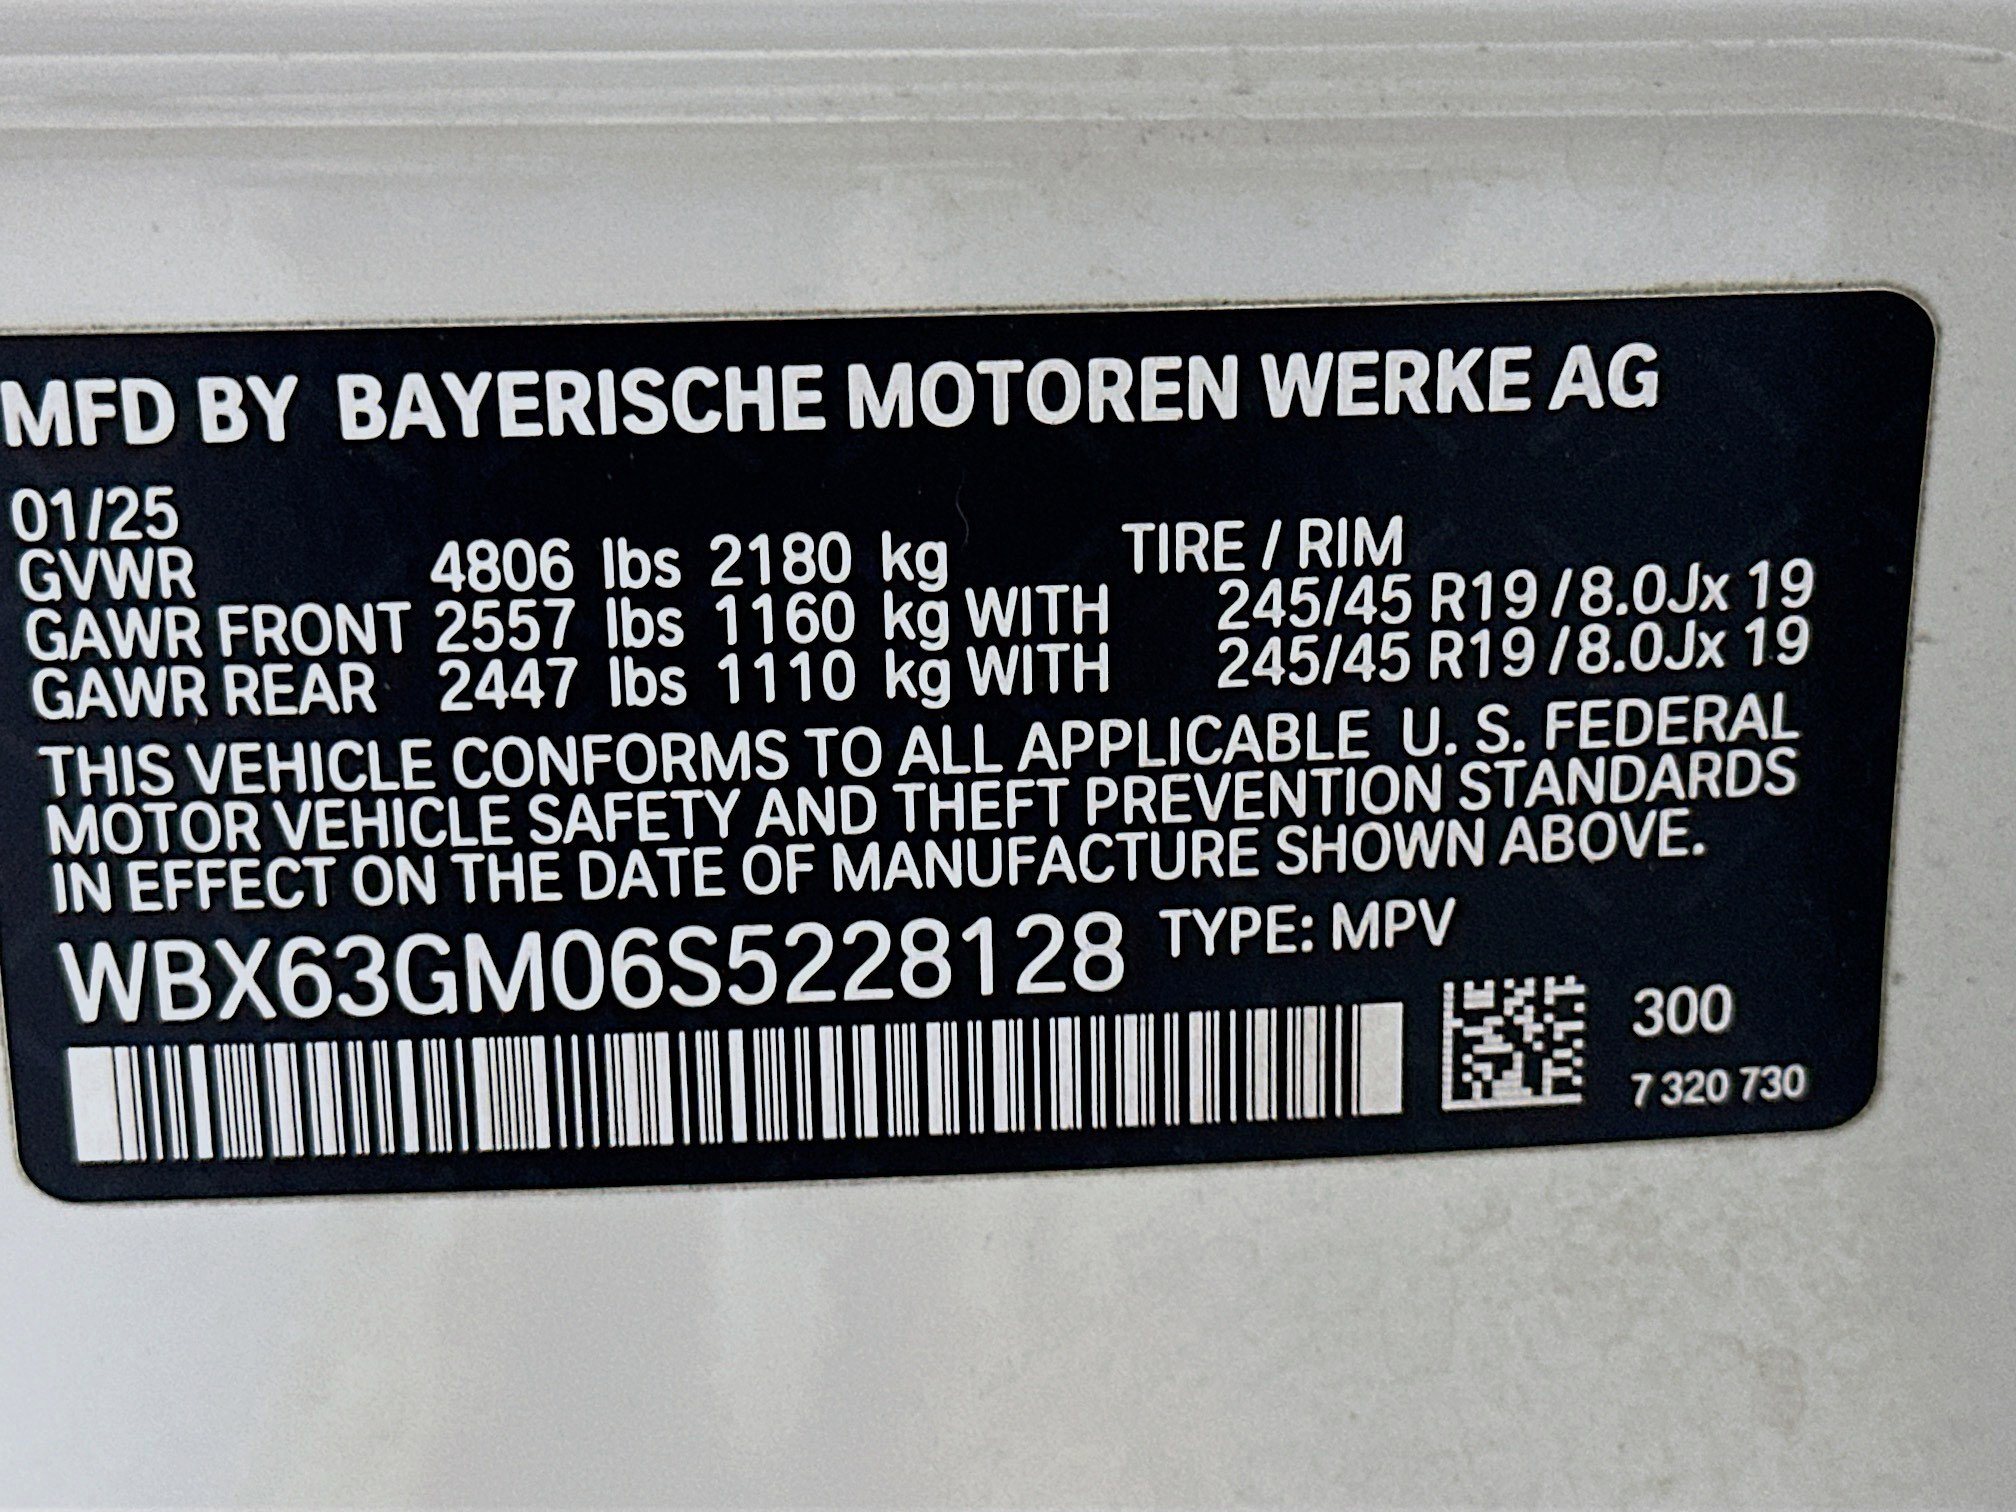 MFD BY BAYERISCHE MOTOREN WERKE AG
01/25
GVWR 4806 lbs 2180 kg TIRE / RIM
GAWR FRONT 2557 lbs 1160 kg WITH 245/45 R19 / 8.0Jx 19
GAWR REAR 2447 lbs 1110 kg WITH 245/45 R19 / 8.0Jx 19
THIS VEHICLE CONFORMS TO ALL APPLICABLE U. S. FEDERAL
MOTOR VEHICLE SAFETY AND THEFT PREVENTION STANDARDS
IN EFFECT ON THE DATE OF MANUFACTURE SHOWN ABOVE.
WBX63GM06S5228128 TYPE: MPV
300
7 320 730